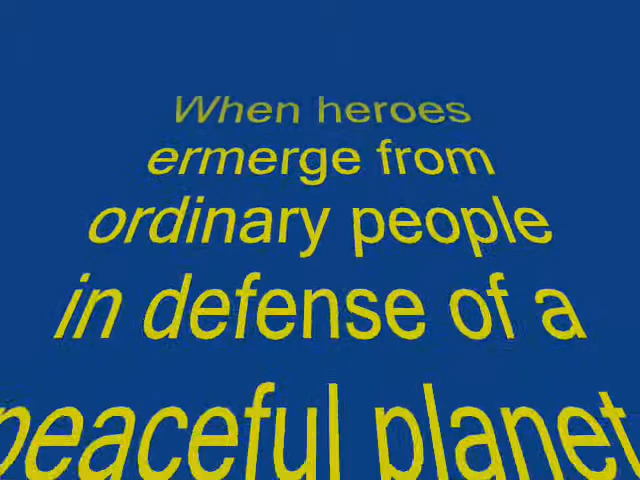 When heroes
ermerge from
ordinary people
in defense of a
peaceful planet